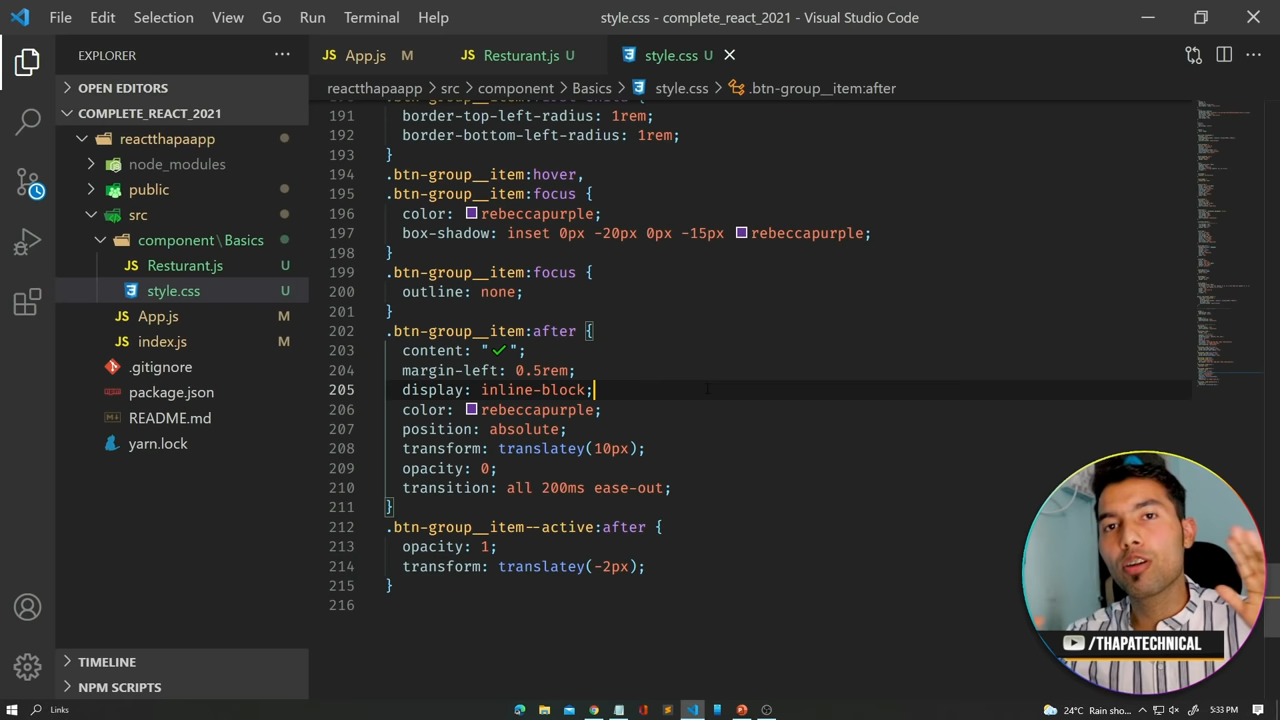 File Edit Selection View Go Run Terminal Help
style.css - complete_react_2021 - Visual Studio Code
EXPLORER
OPEN EDITORS
COMPLETE_REACT_2021
reactthapaapp
node_modules
public
src
component\Basics
Resturant.js U
style.css U
App.js M
index.js M
.gitignore
package.json
README.md
yarn.lock
TIMELINE
NPM SCRIPTS
JS App.js M JS Resturant.js U style.css U
reactthapaapp > src > component > Basics > style.css > .btn-group__item:after
191 border-top-left-radius: 1rem;
192 border-bottom-left-radius: 1rem;
193 }
194 .btn-group__item:hover,
195 .btn-group__item:focus {
196 color: rebeccapurple;
197 box-shadow: inset 0px -20px 0px -15px rebeccapurple;
198 }
199 .btn-group__item:focus {
200 outline: none;
201 }
202 .btn-group__item:after {
203 content: "✔";
204 margin-left: 0.5rem;
205 display: inline-block;
206 color: rebeccapurple;
207 position: absolute;
208 transform: translatey(10px);
209 opacity: 0;
210 transition: all 200ms ease-out;
211 }
212 .btn-group__item--active:after {
213 opacity: 1;
214 transform: translatey(-2px);
215 }
216
/THAPATECHNICAL
Links
24°C Rain sho... 5:33 PM